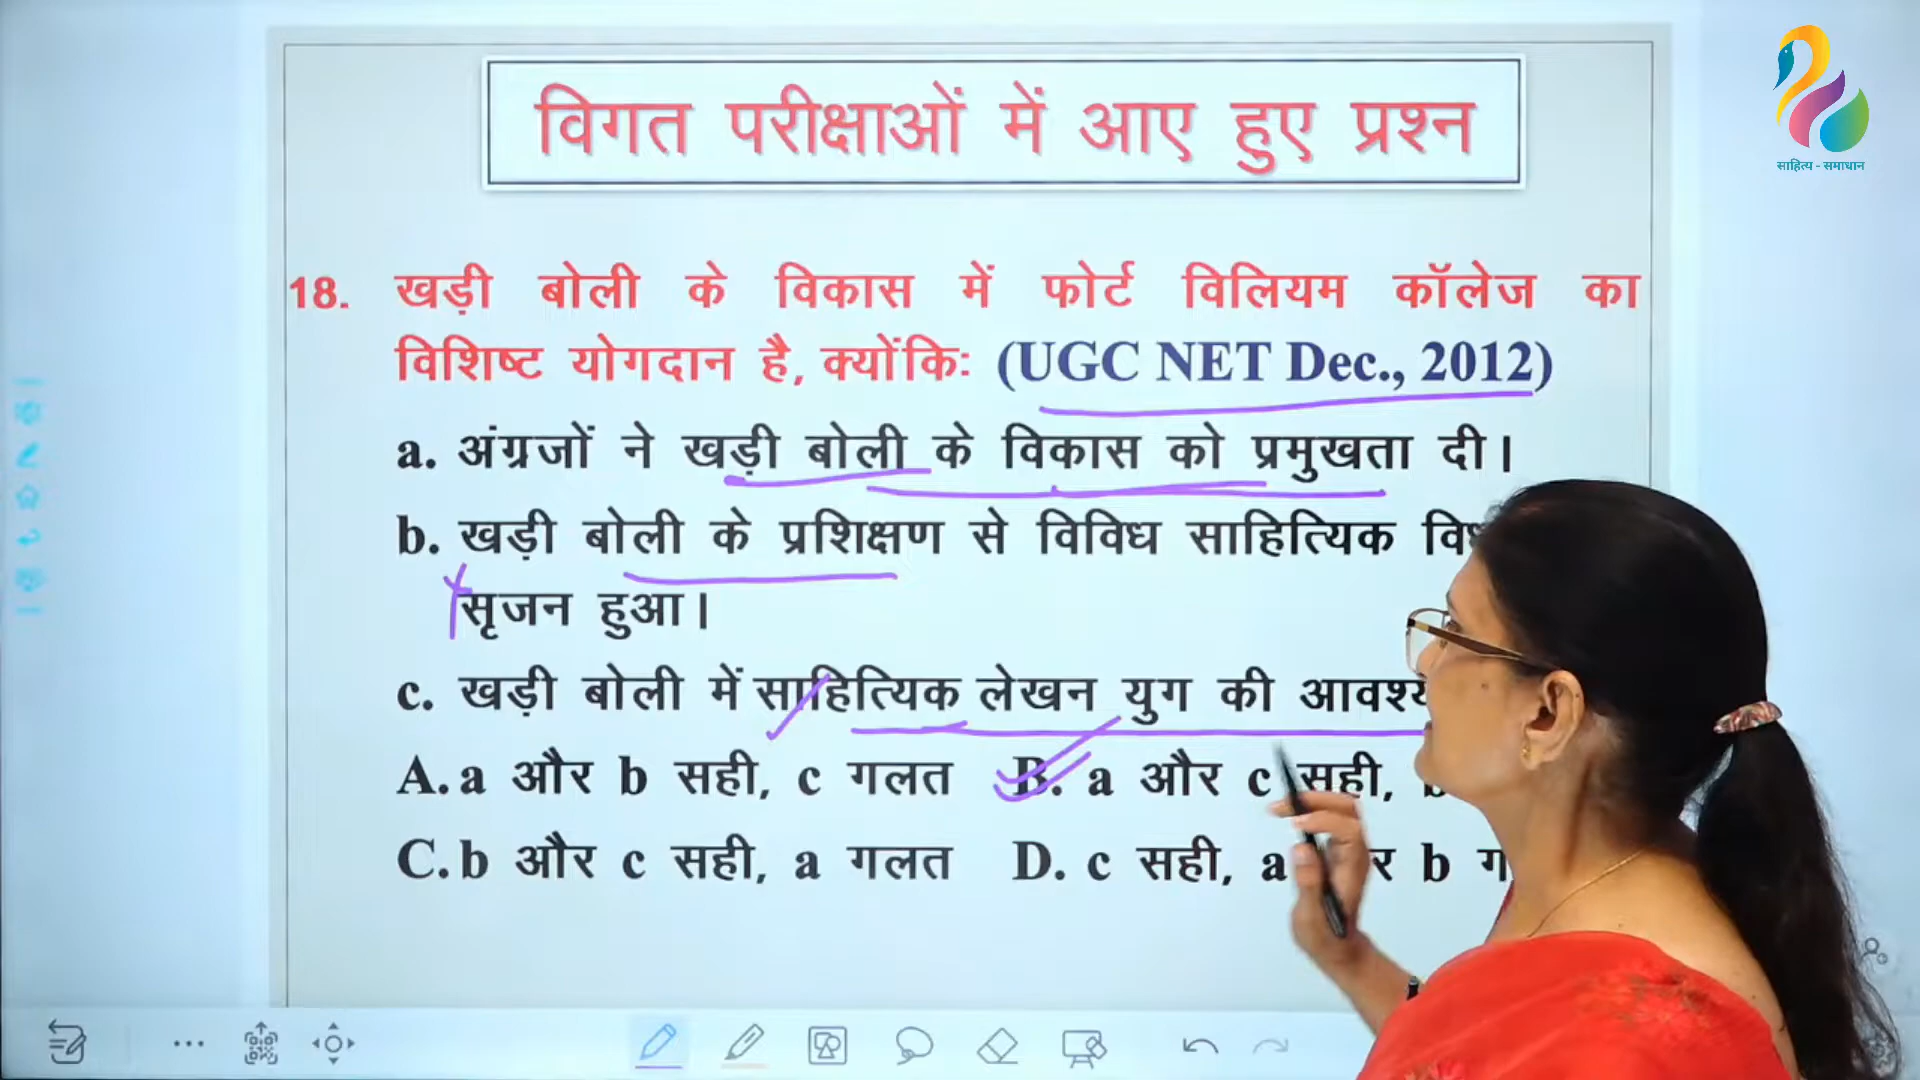 विगत परीक्षाओं में आए हुए प्रश्न
साहित्य - समाधान
18. खड़ी बोली के विकास में फोर्ट विलियम कॉलेज का
विशिष्ट योगदान है, क्योंकिः (UGC NET Dec., 2012)
a. अंग्रजों ने खड़ी बोली के विकास को प्रमुखता दी।
b. खड़ी बोली के प्रशिक्षण से विविध साहित्यिक
सृजन हुआ।
c. खड़ी बोली में साहित्यिक लेखन युग की
A. a और b सही, c गलत B. a और c सही,
C. b और c सही, a गलत D. c सही, a b